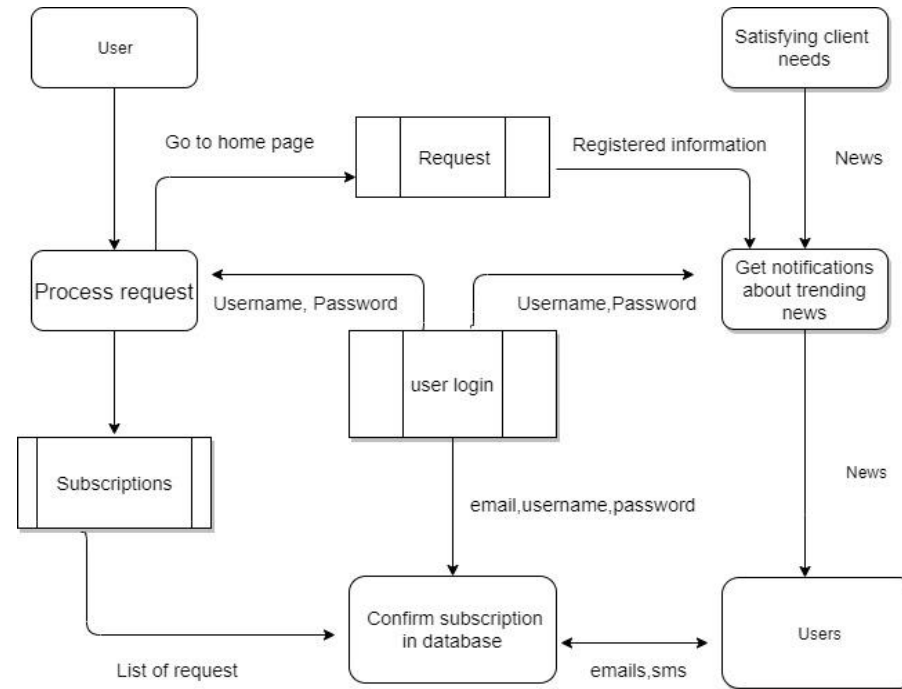 User
Satisfying client
needs
Go to home page
Request
Registered information
News
Process request
Get notifications
about trending
news
Username, Password
Username,Password
user login
Subscriptions
email,username,password
News
Confirm subscription
in database
Users
List of request
emails,sms